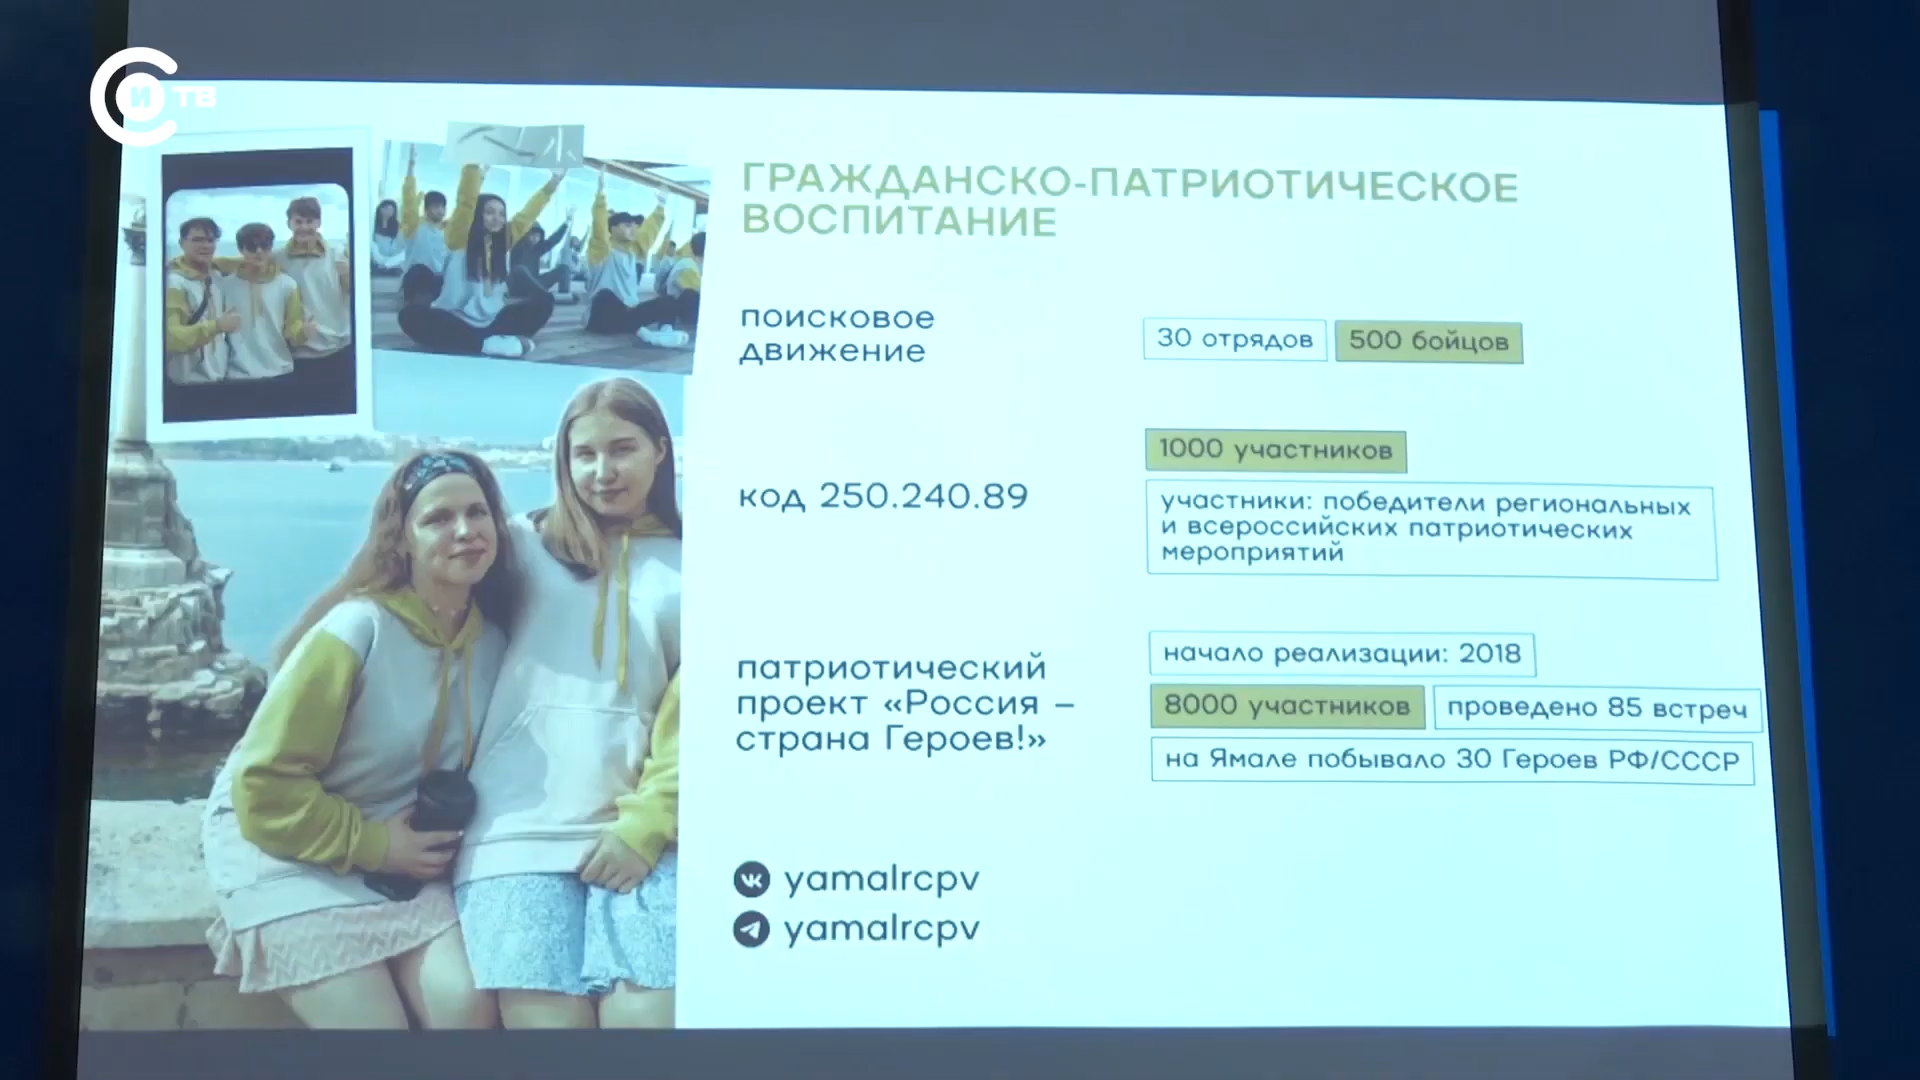 СИТВ
ГРАЖДАНСКО-ПАТРИОТИЧЕСКОЕ
ВОСПИТАНИЕ
поисковое
движение
30 отрядов
500 бойцов
код 250.240.89
1000 участников
участники: победители региональных
и всероссийских патриотических
мероприятий
патриотический
проект «Россия –
страна Героев!»
начало реализации: 2018
8000 участников
проведено 85 встреч
на Ямале побывало 30 Героев РФ/СССР
yamalrcpv
yamalrcpv